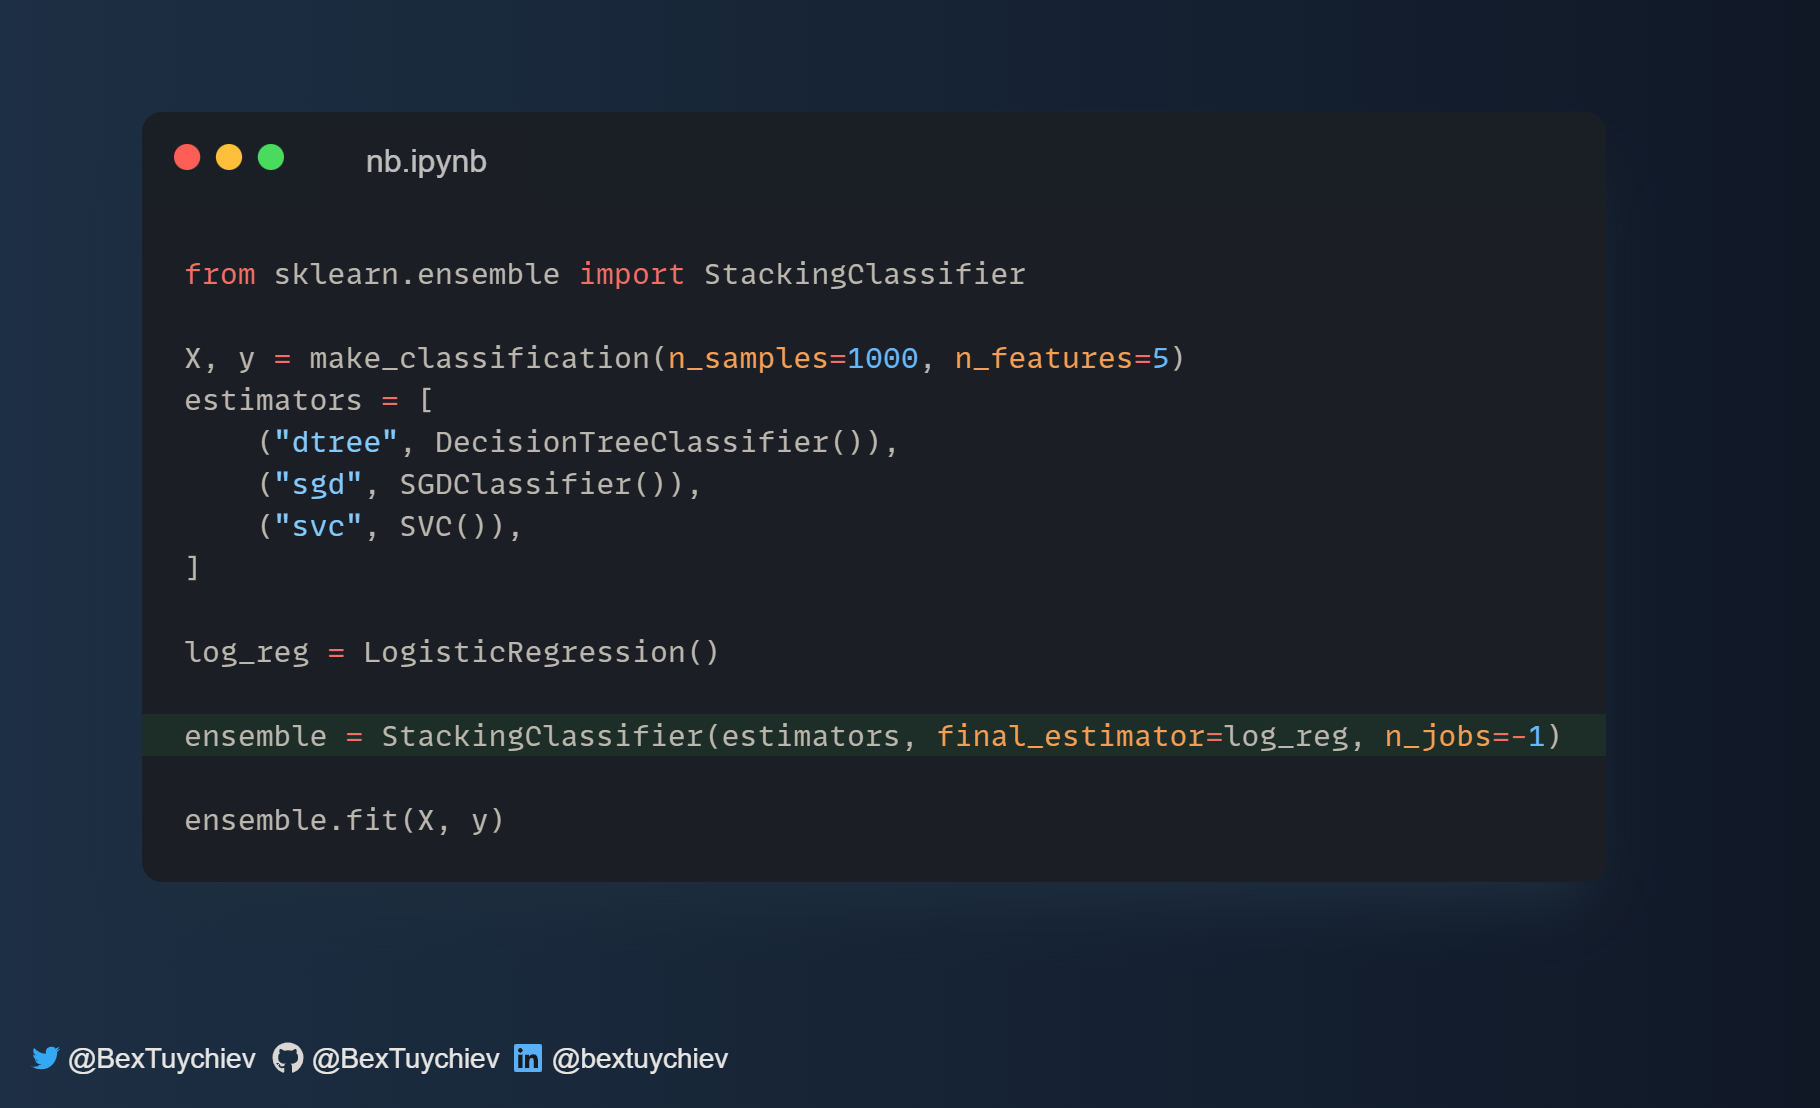 nb.ipynb
from sklearn.ensemble import StackingClassifier
X, y = make_classification(n_samples=1000, n_features=5)
estimators = [
    ("dtree", DecisionTreeClassifier()),
    ("sgd", SGDClassifier()),
    ("svc", SVC()),
]
log_reg = LogisticRegression()
ensemble = StackingClassifier(estimators, final_estimator=log_reg, n_jobs=-1)
ensemble.fit(X, y)
@BexTuychiev @BexTuychiev in @bextuychiev